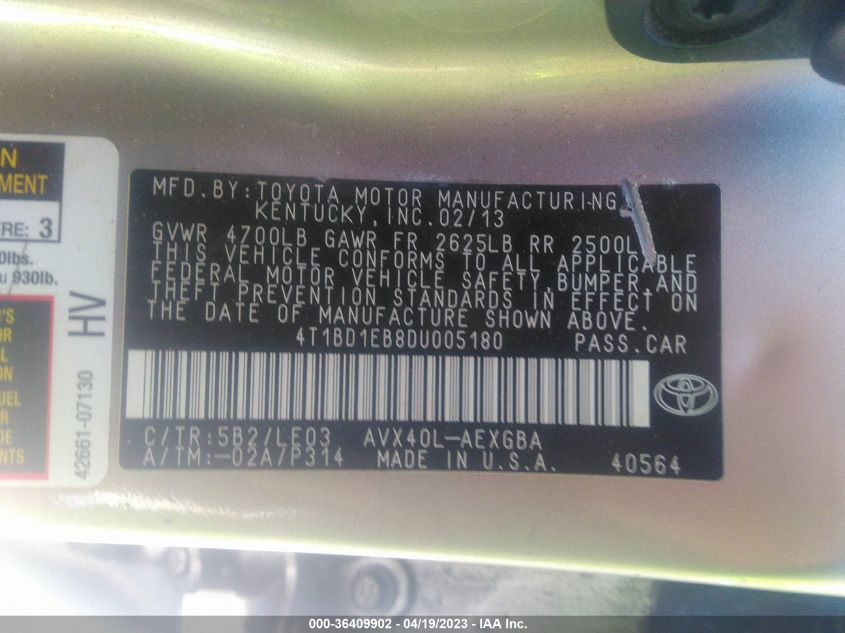 MFD.BY:TOYOTA MOTOR MANUFACTURING
KENTUCKY,INC.02/13
GVWR 4700LB GAWR FR 2625LB RR 2500L
THIS VEHICLE CONFORMS TO ALL APPLICABLE
FEDERAL MOTOR VEHICLE SAFETY,BUMPER,AND
THEFT PREVENTION STANDARDS IN EFFECT ON
THE DATE OF MANUFACTURE SHOWN ABOVE.
4T1BD1EB8DU005180 PASS.CAR
C/TR:5B2/LE03 AVX40L-AEXGBA
A/TM:-02A/P314 MADE IN U.S.A. 40564
3
930lb.
HV
42661-07130
000-36409902 - 04/19/2023 - IAA Inc.